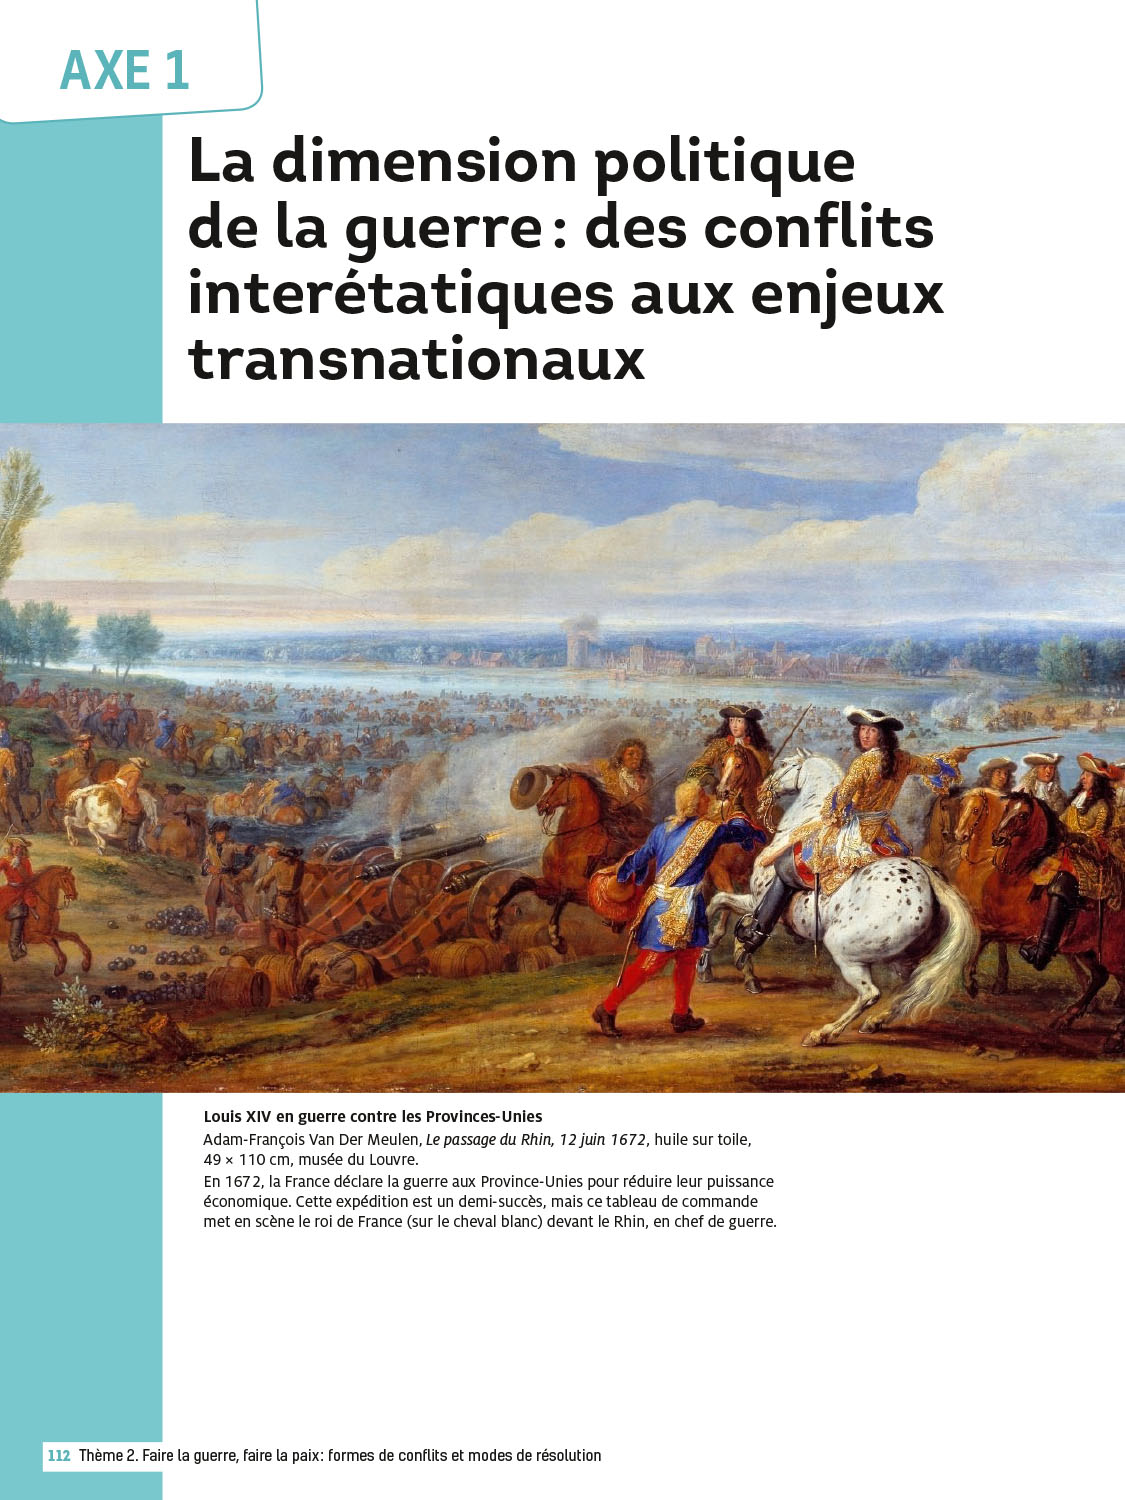 AXE 1
La dimension politique
de la guerre : des conflits
interétatiques aux enjeux
transnationaux
Louis XIV en guerre contre les Provinces-Unies
Adam-François Van Der Meulen, Le passage du Rhin, 12 juin 1672, huile sur toile,
49 × 110 cm, musée du Louvre.
En 1672, la France déclare la guerre aux Province-Unies pour réduire leur puissance
économique. Cette expédition est un demi-succès, mais ce tableau de commande
met en scène le roi de France (sur le cheval blanc) devant le Rhin, en chef de guerre.
112 Thème 2. Faire la guerre, faire la paix : formes de conflits et modes de résolution